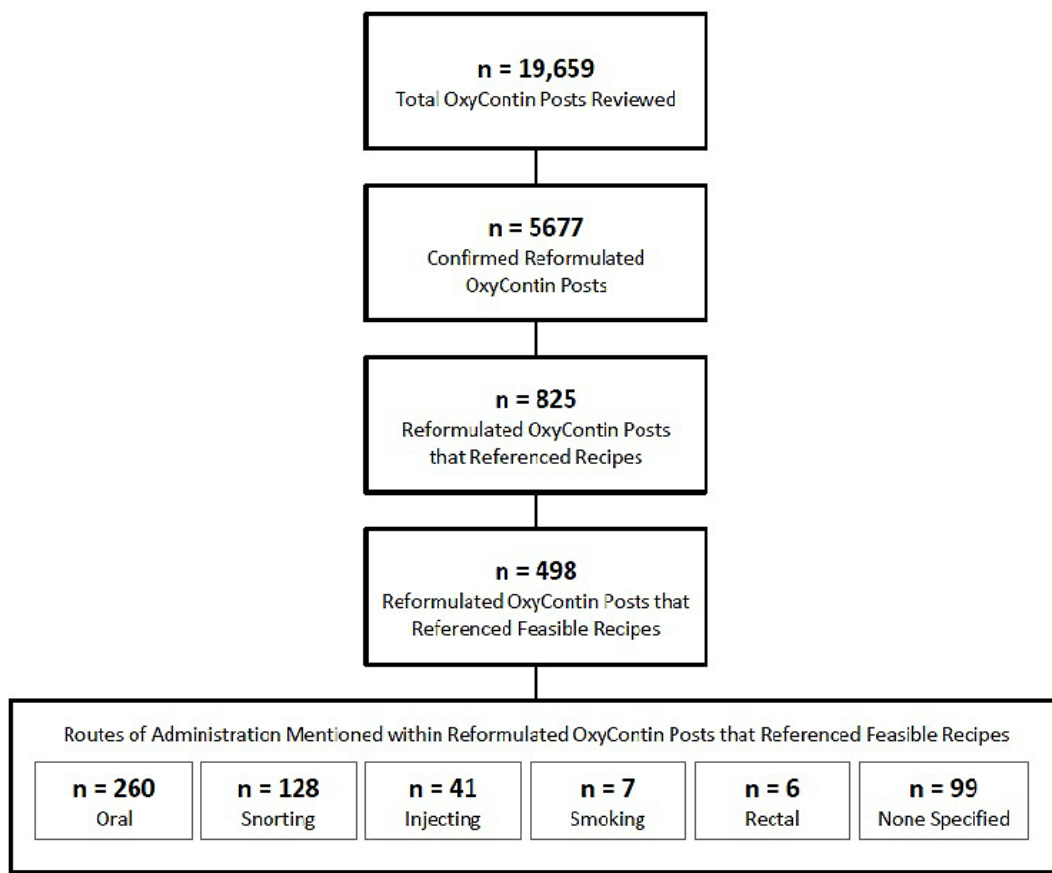 n = 19,659
Total OxyContin Posts Reviewed
n = 5677
Confirmed Reformulated
OxyContin Posts
n = 825
Reformulated OxyContin Posts
that Referenced Recipes
n = 498
Reformulated OxyContin Posts that
Referenced Feasible Recipes
Routes of Administration Mentioned within Reformulated OxyContin Posts that Referenced Feasible Recipes
n = 260
Oral
n = 128
Snorting
n = 41
Injecting
n = 7
Smoking
n = 6
Rectal
n = 99
None Specified